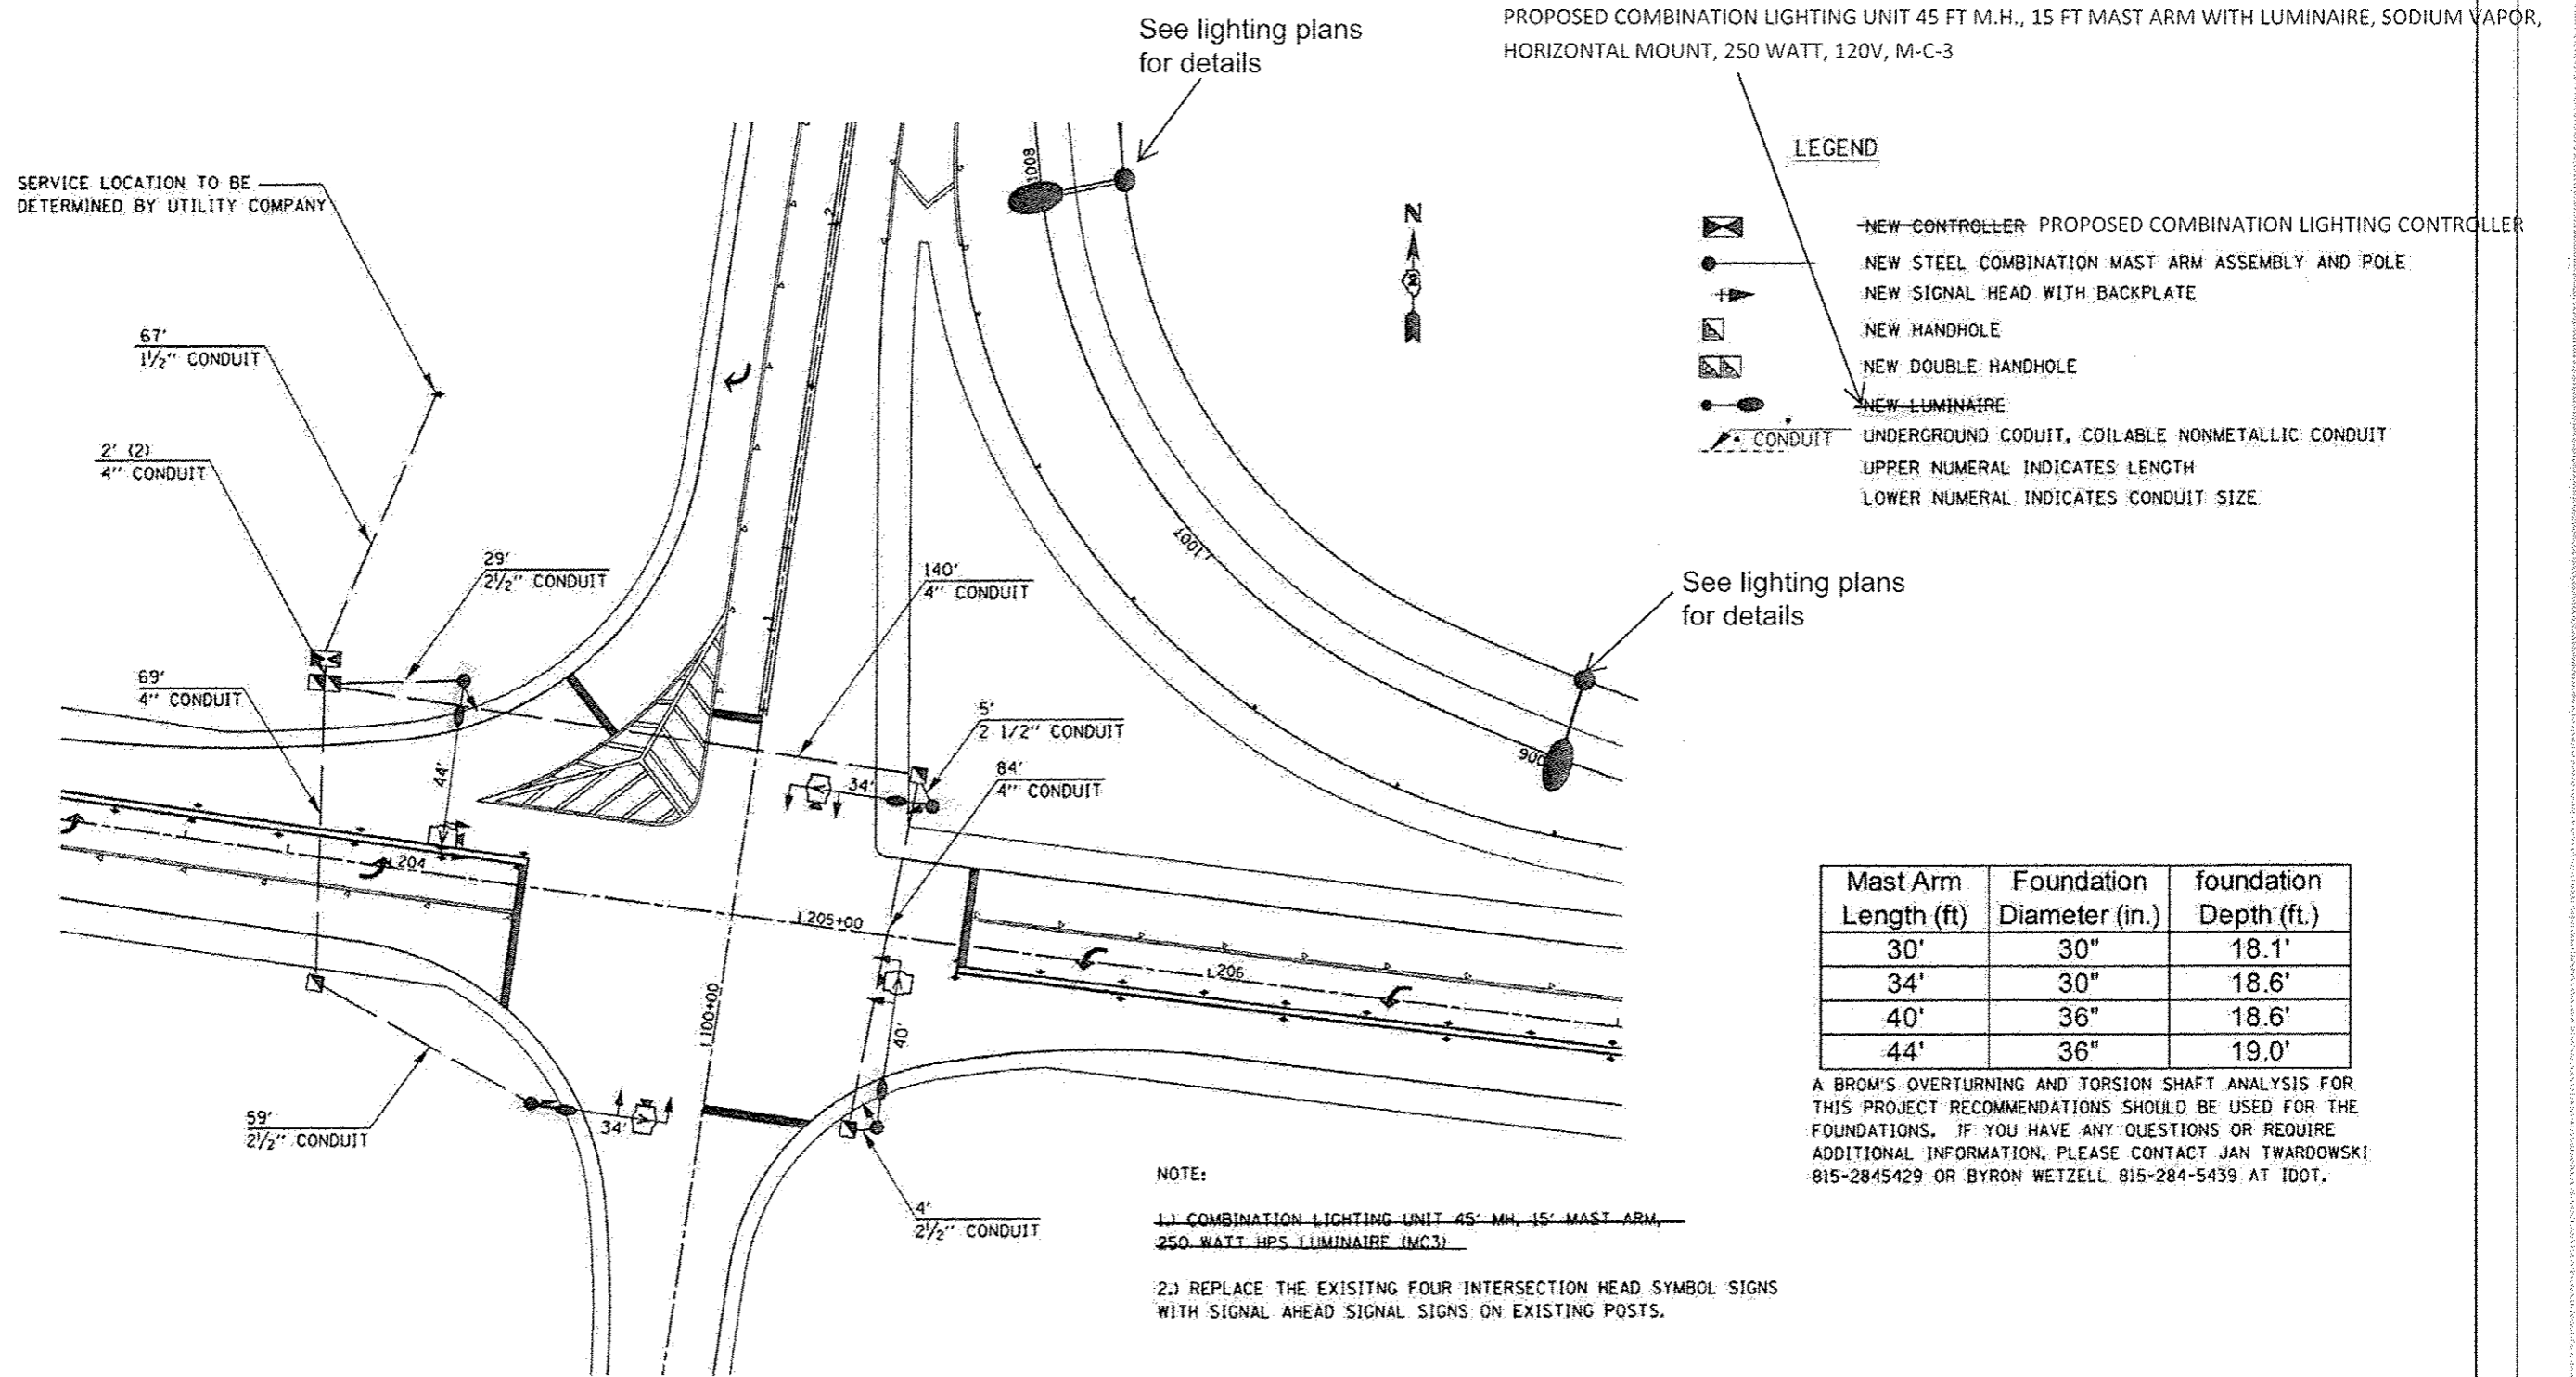 See lighting plans
for details
PROPOSED COMBINATION LIGHTING UNIT 45 FT M.H., 15 FT MAST ARM WITH LUMINAIRE, SODIUM VAPOR,
HORIZONTAL MOUNT, 250 WATT, 120V, M-C-3
LEGEND
NEW CONTROLLER PROPOSED COMBINATION LIGHTING CONTROLLER
NEW STEEL COMBINATION MAST ARM ASSEMBLY AND POLE
NEW SIGNAL HEAD WITH BACKPLATE
NEW HANDHOLE
NEW DOUBLE HANDHOLE
NEW LUMINAIRE
CONDUIT UNDERGROUND CODUIT, COILABLE NONMETALLIC CONDUIT
UPPER NUMERAL INDICATES LENGTH
LOWER NUMERAL INDICATES CONDUIT SIZE
N
2
SERVICE LOCATION TO BE
DETERMINED BY UTILITY COMPANY
67'
1½" CONDUIT
2' (2)
4" CONDUIT
29'
2½" CONDUIT
69'
4" CONDUIT
140'
4" CONDUIT
5'
2 1/2" CONDUIT
84'
4" CONDUIT
59'
2½" CONDUIT
4'
2½" CONDUIT
1008
1007
See lighting plans
for details
44'
34'
204
205+00
206
100+00
40'
34'
Mast Arm Length (ft) Foundation Diameter (in.) foundation Depth (ft.)
30' 30" 18.1'
34' 30" 18.6'
40' 36" 18.6'
44' 36" 19.0'
A BROM'S OVERTURNING AND TORSION SHAFT ANALYSIS FOR
THIS PROJECT RECOMMENDATIONS SHOULD BE USED FOR THE
FOUNDATIONS. IF YOU HAVE ANY QUESTIONS OR REQUIRE
ADDITIONAL INFORMATION, PLEASE CONTACT JAN TWARDOWSKI
815-2845429 OR BYRON WETZELL 815-284-5439 AT IDOT.
NOTE:
1.) COMBINATION LIGHTING UNIT 45' MH, 15' MAST ARM,
250 WATT HPS LUMINAIRE (MC3)
2.) REPLACE THE EXISITNG FOUR INTERSECTION HEAD SYMBOL SIGNS
WITH SIGNAL AHEAD SIGNAL SIGNS ON EXISTING POSTS.